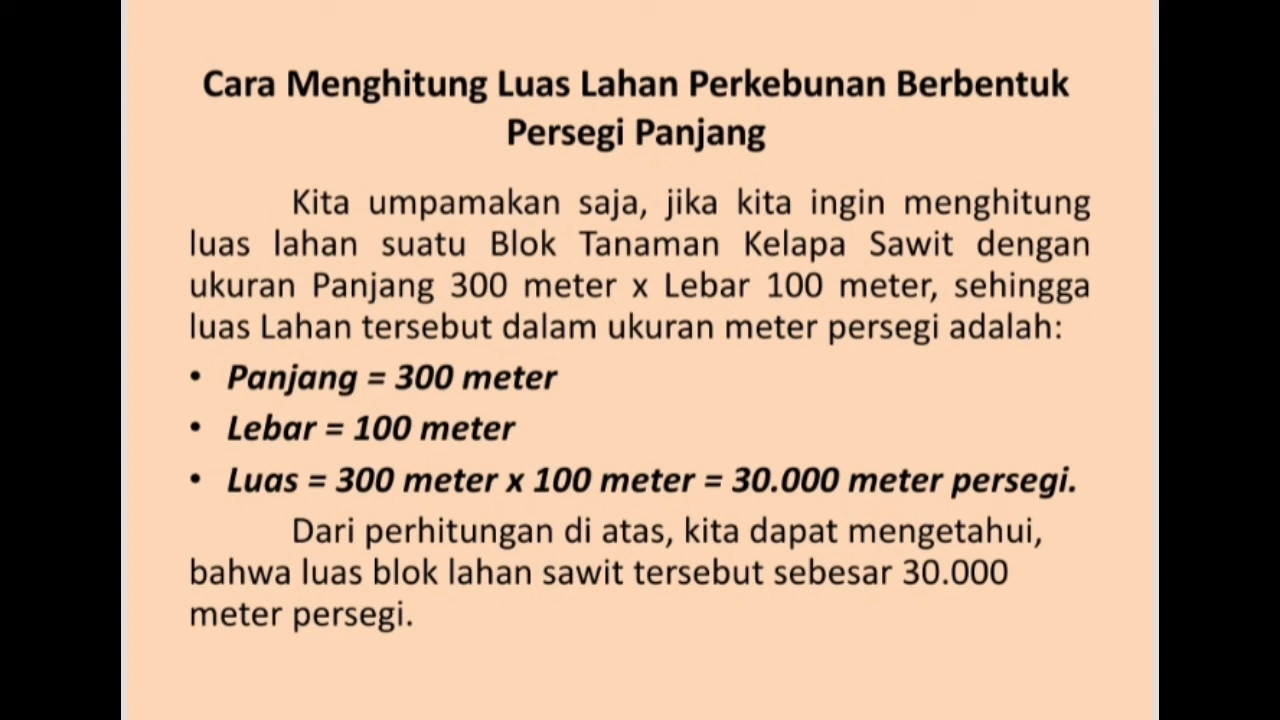 Cara Menghitung Luas Lahan Perkebunan Berbentuk
Persegi Panjang
Kita umpamakan saja, jika kita ingin menghitung
luas lahan suatu Blok Tanaman Kelapa Sawit dengan
ukuran Panjang 300 meter x Lebar 100 meter, sehingga
luas Lahan tersebut dalam ukuran meter persegi adalah:
• Panjang = 300 meter
• Lebar = 100 meter
• Luas = 300 meter x 100 meter = 30.000 meter persegi.
Dari perhitungan di atas, kita dapat mengetahui,
bahwa luas blok lahan sawit tersebut sebesar 30.000
meter persegi.